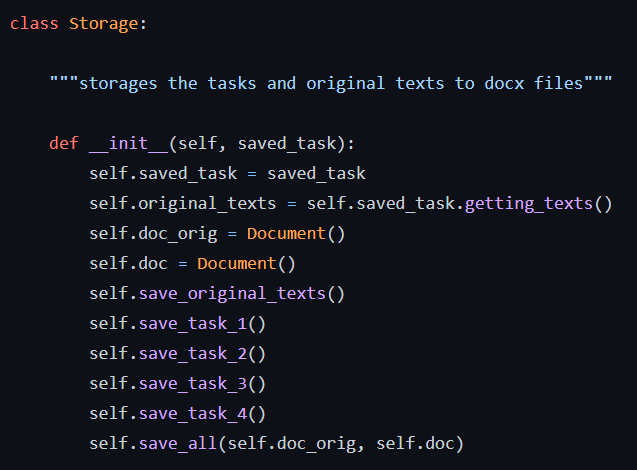 class Storage:
"""storages the tasks and original texts to docx files"""
def __init__(self, saved_task):
self.saved_task = saved_task
self.original_texts = self.saved_task.getting_texts()
self.doc_orig = Document()
self.doc = Document()
self.save_original_texts()
self.save_task_1()
self.save_task_2()
self.save_task_3()
self.save_task_4()
self.save_all(self.doc_orig, self.doc)